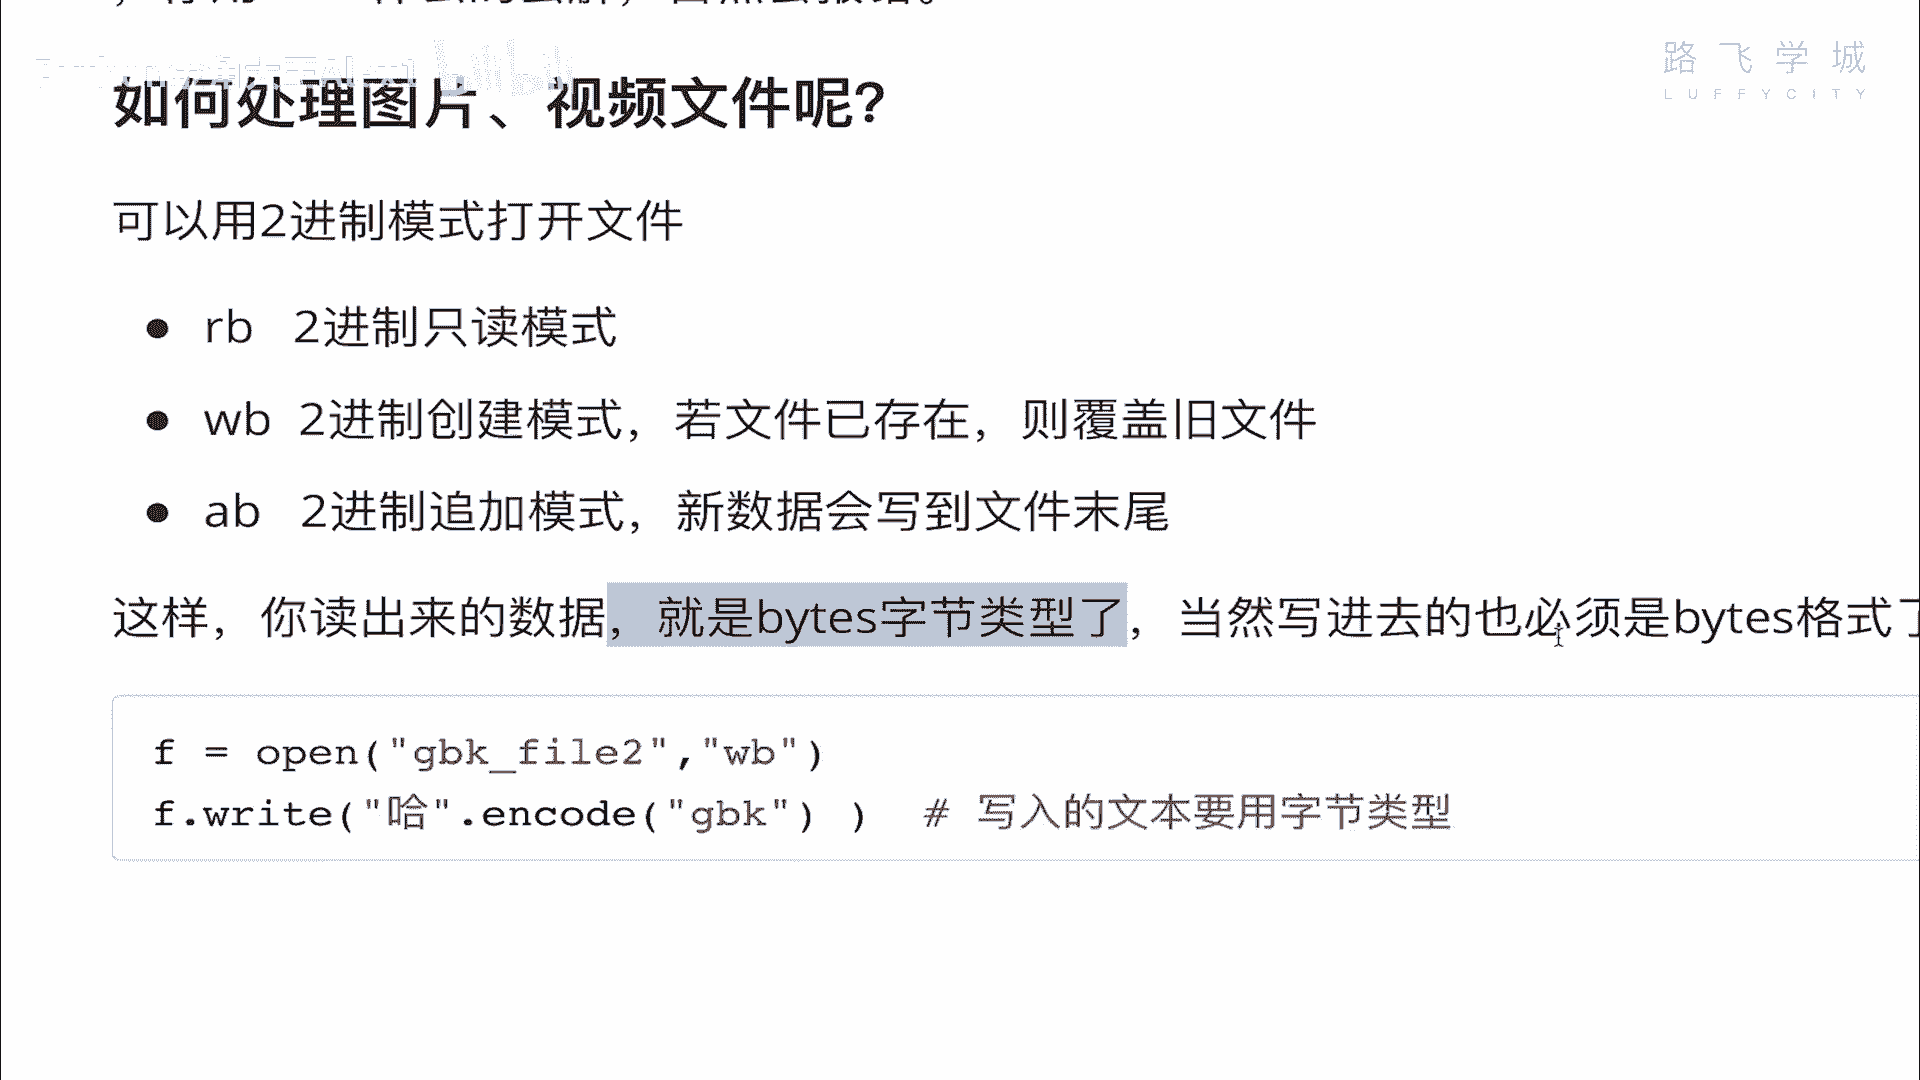 路飞学城
LUFFYCITY
如何处理图片、视频文件呢?
可以用2进制模式打开文件
● rb 2进制只读模式
● wb 2进制创建模式，若文件已存在，则覆盖旧文件
● ab 2进制追加模式，新数据会写到文件末尾
这样，你读出来的数据，就是bytes字节类型了，当然写进去的也必须是bytes格式了
f = open("gbk_file2","wb")
f.write("哈".encode("gbk") ) # 写入的文本要用字节类型